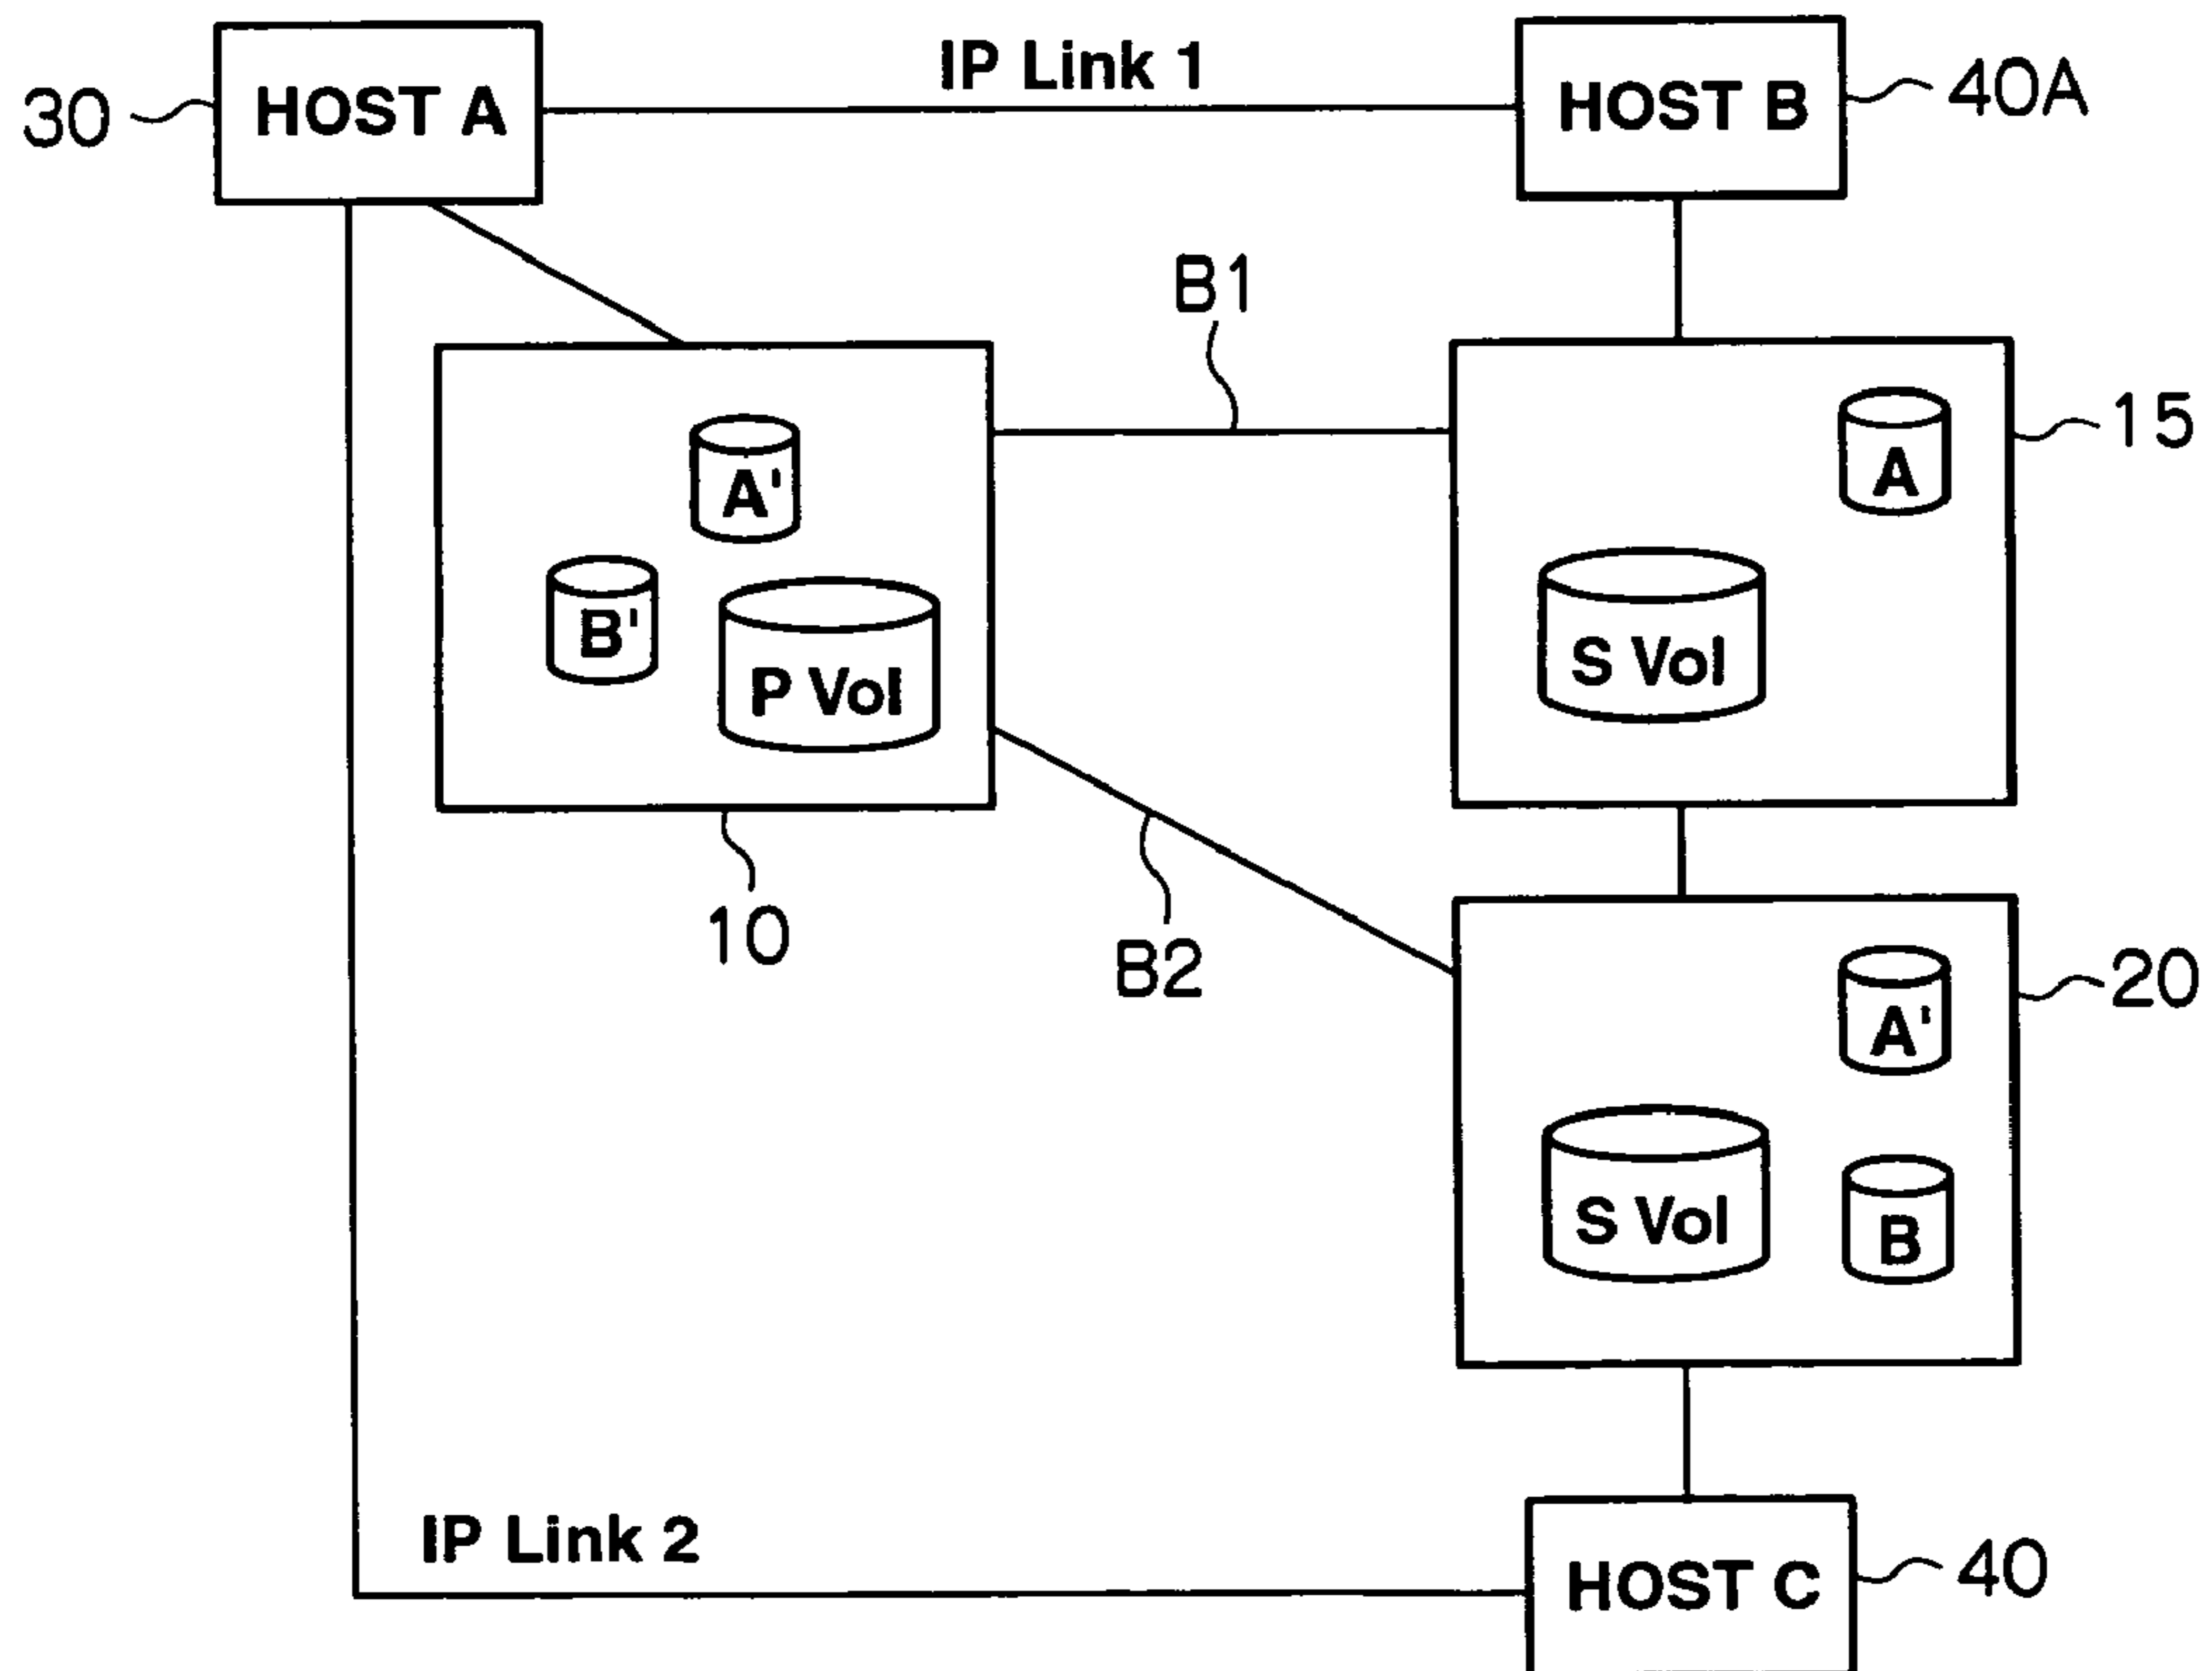 IP Link 1
30
HOST A
HOST B
40A
B1
A'
A
15
B'
P Vol
S Vol
10
B2
A'
20
S Vol
B
IP Link 2
HOST C
40